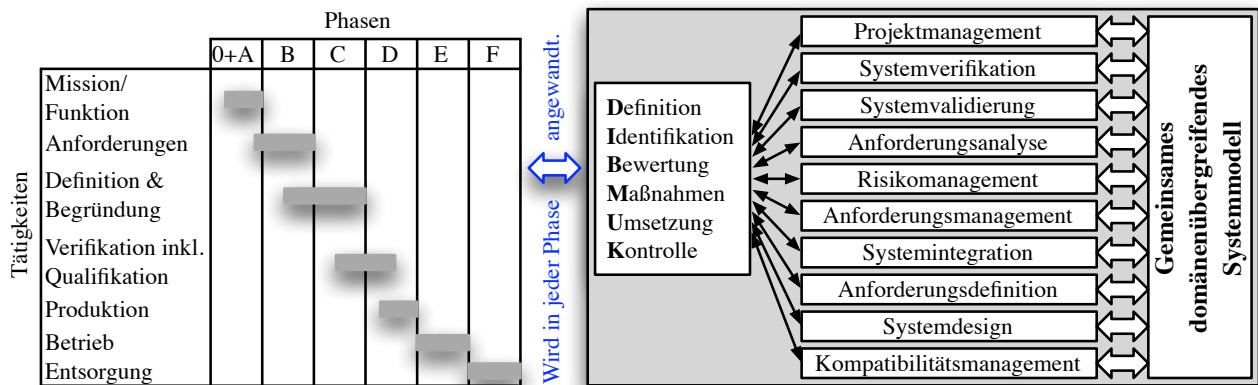 Phasen
0+A B C D E F
Tätigkeiten
Mission/
Funktion
Anforderungen
Definition &
Begründung
Verifikation inkl.
Qualifikation
Produktion
Betrieb
Entsorgung
Wird in jeder Phase angewandt.
Definition
Identifikation
Bewertung
Maßnahmen
Umsetzung
Kontrolle
Projektmanagement
Systemverifikation
Systemvalidierung
Anforderungsanalyse
Risikomanagement
Anforderungsmanagement
Systemintegration
Anforderungsdefinition
Systemdesign
Kompatibilitätsmanagement
Gemeinsames
domänenübergreifendes
Systemmodell